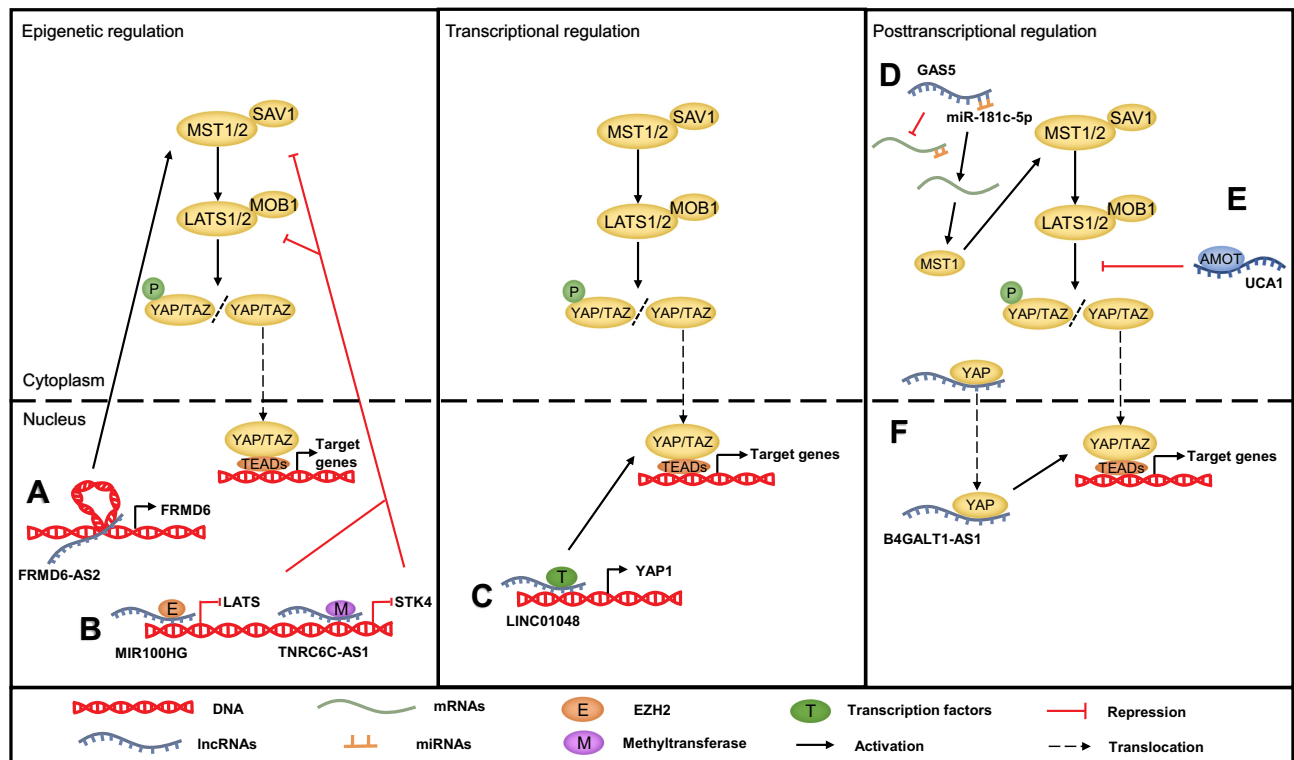 Epigenetic regulation
SAV1
MST1/2
MOB1
LATS1/2
P
YAP/TAZ
YAP/TAZ
Cytoplasm
Nucleus
YAP/TAZ
TEADs
Target
genes
A
FRMD6
FRMD6-AS2
B
E
LATS
M
STK4
MIR100HG
TNRC6C-AS1
Transcriptional regulation
SAV1
MST1/2
MOB1
LATS1/2
P
YAP/TAZ
YAP/TAZ
YAP/TAZ
TEADs
Target genes
C
T
YAP1
LINC01048
Posttranscriptional regulation
D
GAS5
miR-181c-5p
MST1
SAV1
MST1/2
MOB1
LATS1/2
E
AMOT
UCA1
P
YAP/TAZ
YAP/TAZ
YAP
F
YAP/TAZ
TEADs
Target genes
YAP
B4GALT1-AS1
DNA
mRNAs
E
EZH2
T
Transcription factors
Repression
lncRNAs
miRNAs
M
Methyltransferase
Activation
Translocation